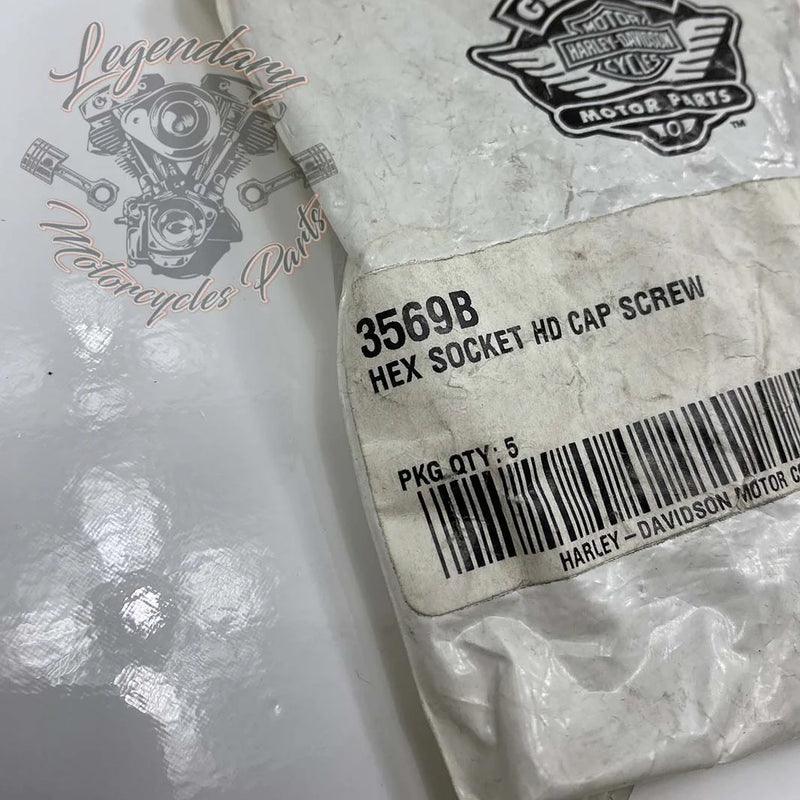 Legendary
Motorcycles Parts
MOTOR
HARLEY-DAVIDSON
CYCLES
MOTOR PARTS
TM
3569B
HEX SOCKET HD CAP SCREW
PKG QTY: 5
HARLEY-DAVIDSON MOTOR